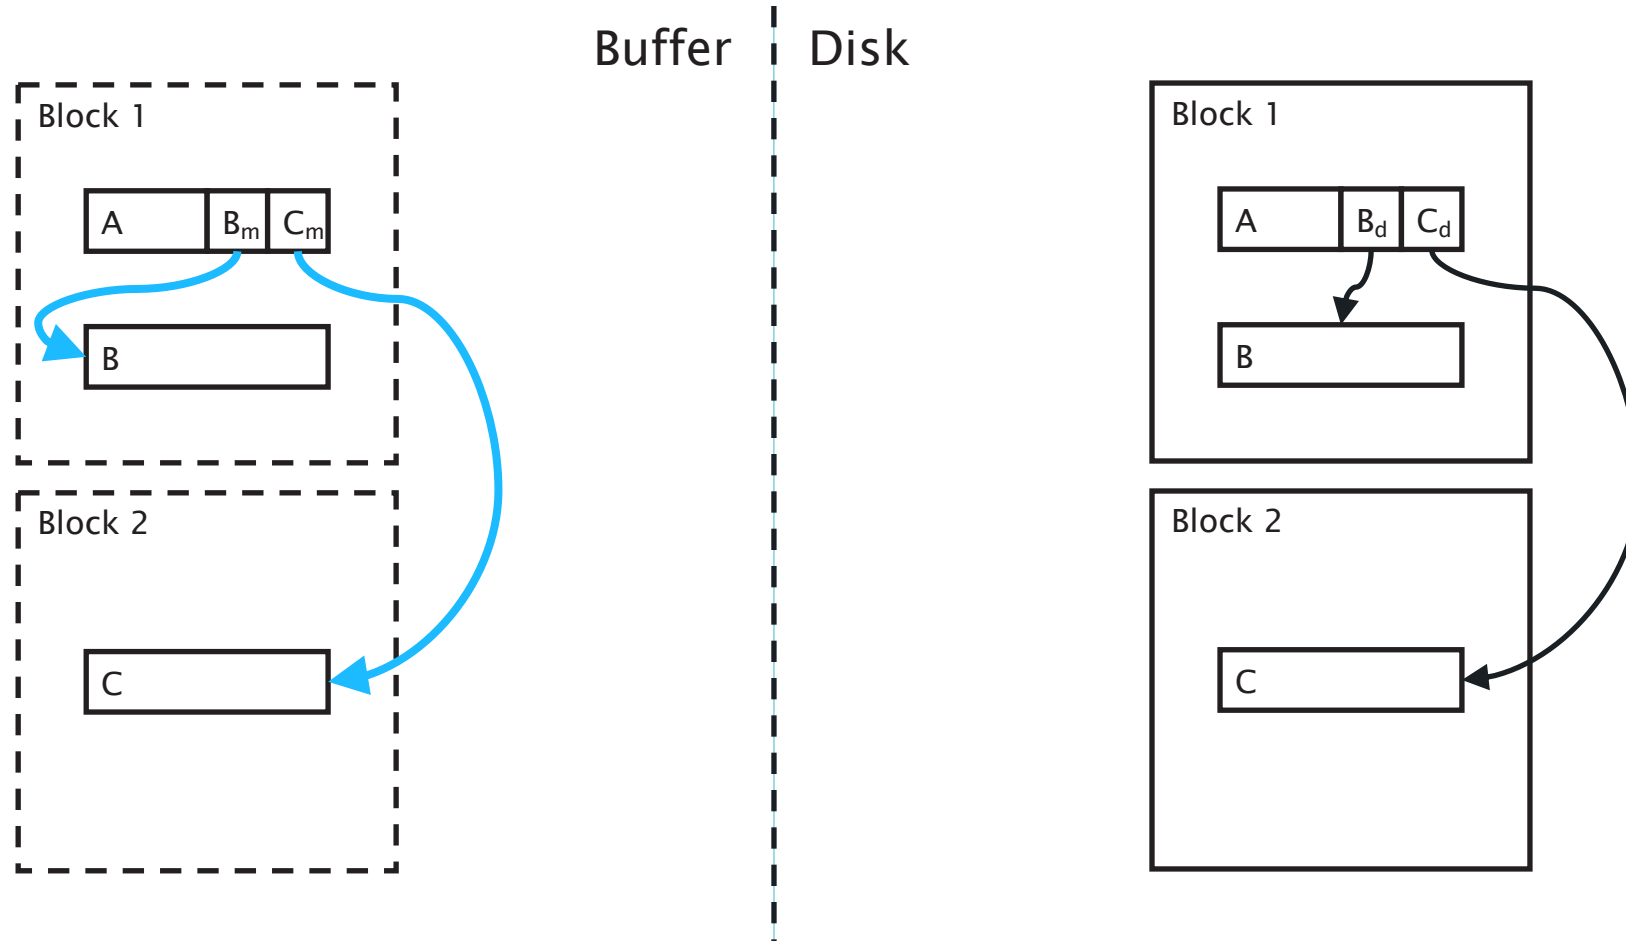 Buffer
Disk
Block 1
A
Bm
Cm
B
Block 2
C
Block 1
A
Bd
Cd
B
Block 2
C